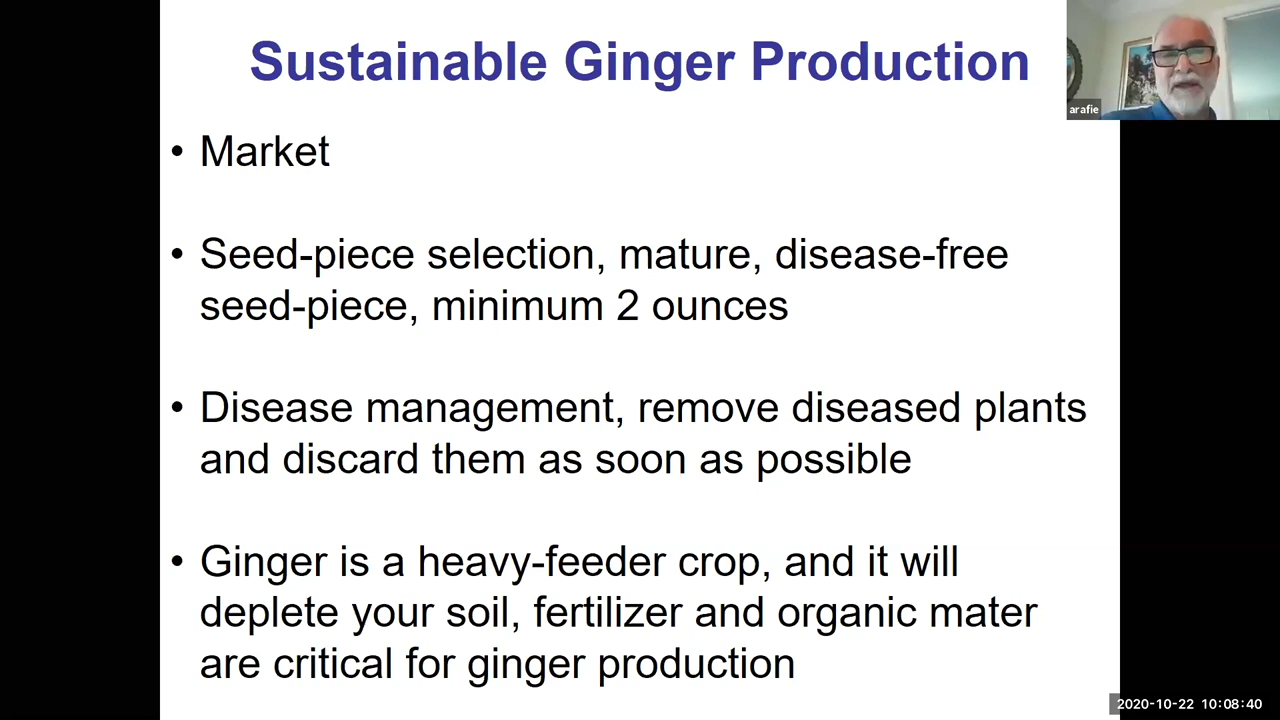 Sustainable Ginger Production
arafie
• Market
• Seed-piece selection, mature, disease-free
seed-piece, minimum 2 ounces
• Disease management, remove diseased plants
and discard them as soon as possible
• Ginger is a heavy-feeder crop, and it will
deplete your soil, fertilizer and organic mater
are critical for ginger production
2020-10-22 10:08:40